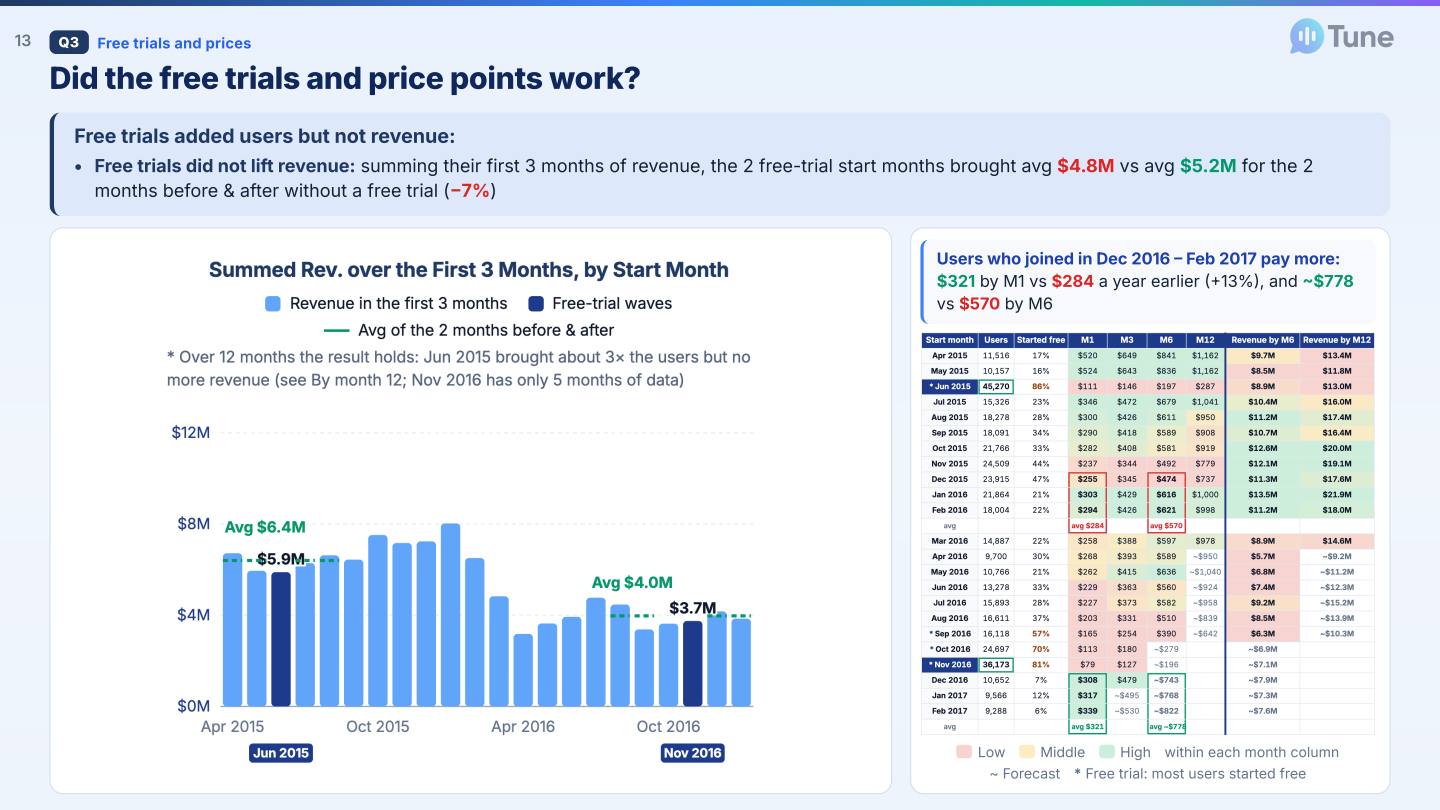 13 Q3 Free trials and prices
Tune
Did the free trials and price points work?
Free trials added users but not revenue:
• Free trials did not lift revenue: summing their first 3 months of revenue, the 2 free-trial start months brought avg $4.8M vs avg $5.2M for the 2
months before & after without a free trial (−7%)
Summed Rev. over the First 3 Months, by Start Month
Revenue in the first 3 months Free-trial waves
Avg of the 2 months before & after
* Over 12 months the result holds: Jun 2015 brought about 3× the users but no
more revenue (see By month 12; Nov 2016 has only 5 months of data)
$12M
$8M
$4M
$0M
Avg $6.4M
$5.9M
Avg $4.0M
$3.7M
Apr 2015 Oct 2015 Apr 2016 Oct 2016
Jun 2015 Nov 2016
Users who joined in Dec 2016 – Feb 2017 pay more:
$321 by M1 vs $284 a year earlier (+13%), and ~$778
vs $570 by M6
Start month Users Started free M1 M3 M6 M12 Revenue by M6 Revenue by M12
Apr 2015 11,516 17% $520 $649 $841 $1,162 $9.7M $13.4M
May 2015 10,157 16% $524 $643 $836 $1,162 $8.5M $11.8M
* Jun 2015 45,270 86% $111 $146 $197 $287 $8.9M $13.0M
Jul 2015 15,326 23% $346 $472 $679 $1,041 $10.4M $16.0M
Aug 2015 18,278 28% $300 $426 $611 $950 $11.2M $17.4M
Sep 2015 18,091 34% $290 $418 $589 $908 $10.7M $16.4M
Oct 2015 21,766 33% $282 $408 $581 $919 $12.6M $20.0M
Nov 2015 24,509 44% $237 $344 $492 $779 $12.1M $19.1M
Dec 2015 23,915 47% $255 $345 $474 $737 $11.3M $17.6M
Jan 2016 21,864 21% $303 $429 $616 $1,000 $13.5M $21.9M
Feb 2016 18,004 22% $294 $426 $621 $998 $11.2M $18.0M
avg avg $284 avg $570
Mar 2016 14,887 22% $258 $388 $597 $978 $8.9M $14.6M
Apr 2016 9,700 30% $268 $393 $589 ~$950 $5.7M ~$9.2M
May 2016 10,766 21% $262 $415 $636 ~$1,040 $6.8M ~$11.2M
Jun 2016 13,278 33% $229 $363 $560 ~$924 $7.4M ~$12.3M
Jul 2016 15,893 28% $227 $373 $582 ~$958 $9.2M ~$15.2M
Aug 2016 16,611 37% $203 $331 $510 ~$839 $8.5M ~$13.9M
* Sep 2016 16,118 57% $165 $254 $390 ~$642 $6.3M ~$10.3M
* Oct 2016 24,697 70% $113 $180 ~$279 ~$6.9M
* Nov 2016 36,173 81% $79 $127 ~$196 ~$7.1M
Dec 2016 10,652 7% $308 $479 ~$743 ~$7.9M
Jan 2017 9,566 12% $317 ~$495 ~$768 ~$7.3M
Feb 2017 9,288 6% $339 ~$530 ~$822 ~$7.6M
avg avg $321 avg ~$778
Low Middle High within each month column
~ Forecast * Free trial: most users started free